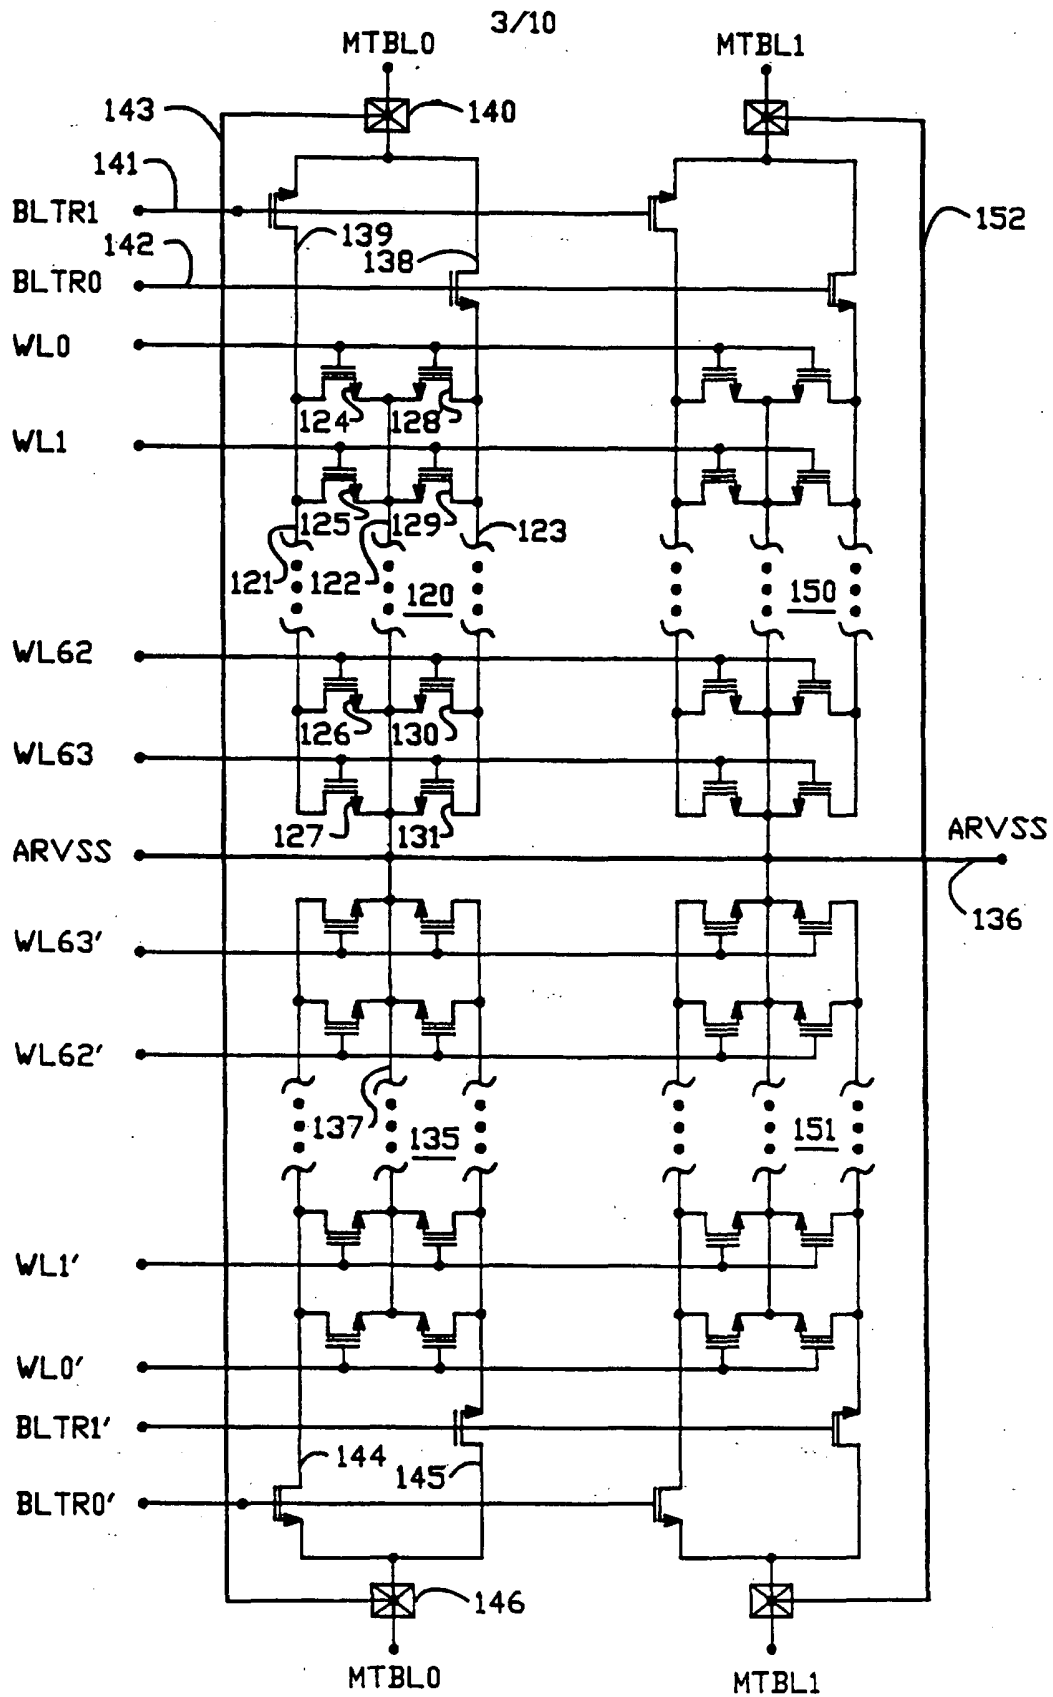 3/10
MTBL0 MTBL1
143 140
141
BLTR1
139 152
142 138
BLTR0
WL0
124 128
WL1
125 129 123
121 122 120 150
WL62
126 130
WL63
127 131
ARVSS ARVSS
136
WL63'
WL62'
137 135 151
WL1'
WL0'
BLTR1'
144 145
BLTR0'
146
MTBL0 MTBL1